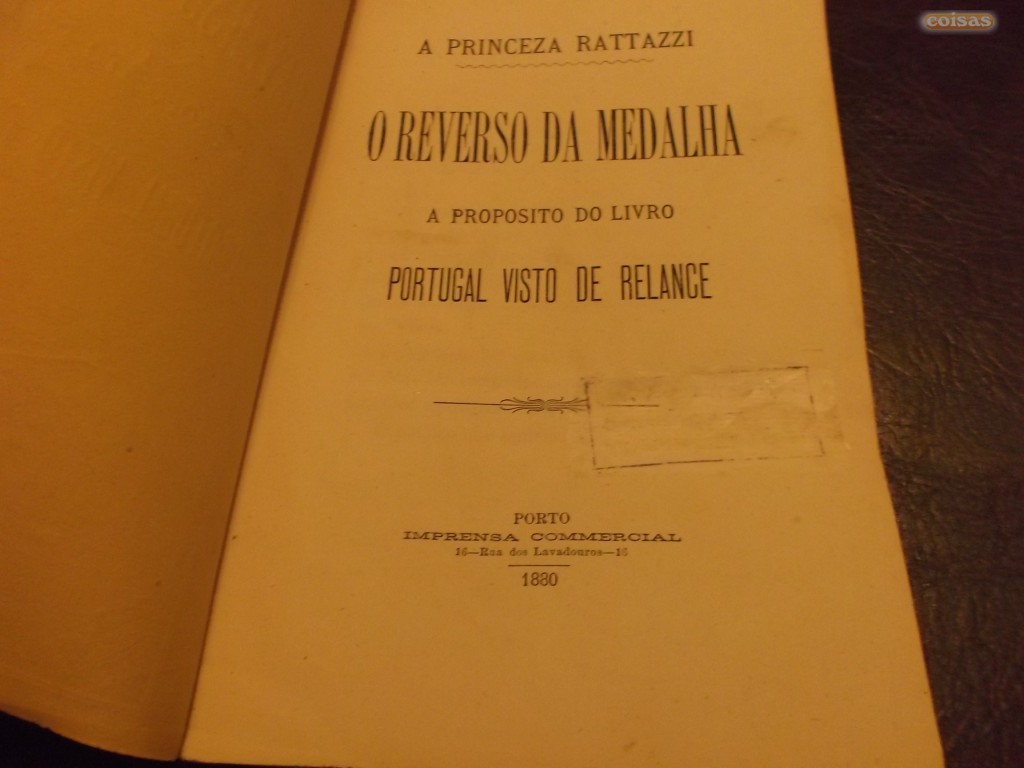 coisas
A PRINCEZA RATTAZZI
O REVERSO DA MEDALHA
A PROPOSITO DO LIVRO
PORTUGAL VISTO DE RELANCE
PORTO
IMPRENSA COMMERCIAL
16—Rua dos Lavadouros—16
1880